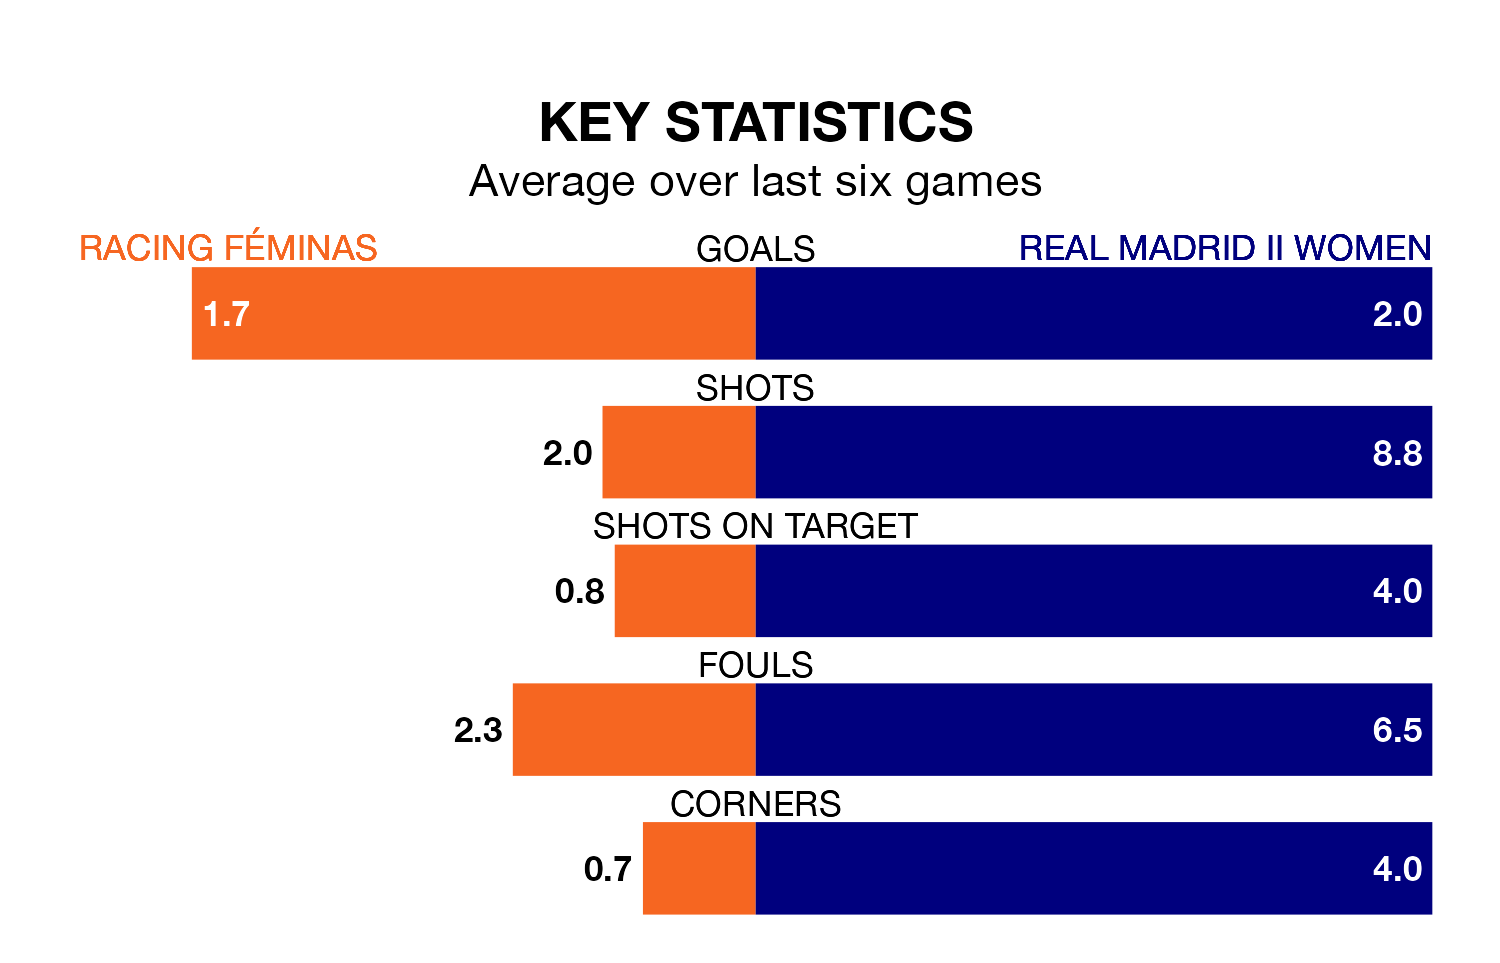 KEY STATISTICS
Average over last six games
RACING FÉMINAS GOALS REAL MADRID II WOMEN
1.7 2.0
SHOTS
2.0 8.8
SHOTS ON TARGET
0.8 4.0
FOULS
2.3 6.5
CORNERS
0.7 4.0